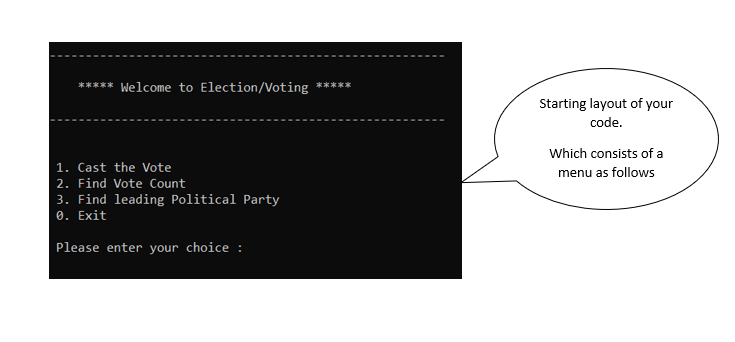 -------------------------------------------------------
***** Welcome to Election/Voting *****
-------------------------------------------------------
1. Cast the Vote
2. Find Vote Count
3. Find leading Political Party
0. Exit
Please enter your choice :
Starting layout of your
code.
Which consists of a
menu as follows